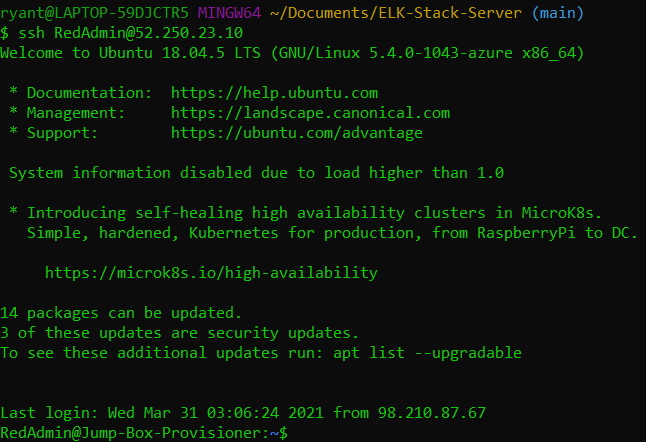 ryant@LAPTOP-59DJCTR5 MINGW64 ~/Documents/ELK-Stack-Server (main)
$ ssh RedAdmin@52.250.23.10
Welcome to Ubuntu 18.04.5 LTS (GNU/Linux 5.4.0-1043-azure x86_64)

 * Documentation:  https://help.ubuntu.com
 * Management:     https://landscape.canonical.com
 * Support:        https://ubuntu.com/advantage

 System information disabled due to load higher than 1.0

 * Introducing self-healing high availability clusters in MicroK8s.
   Simple, hardened, Kubernetes for production, from RaspberryPi to DC.

     https://microk8s.io/high-availability

14 packages can be updated.
3 of these updates are security updates.
To see these additional updates run: apt list --upgradable


Last login: Wed Mar 31 03:06:24 2021 from 98.210.87.67
RedAdmin@Jump-Box-Provisioner:~$